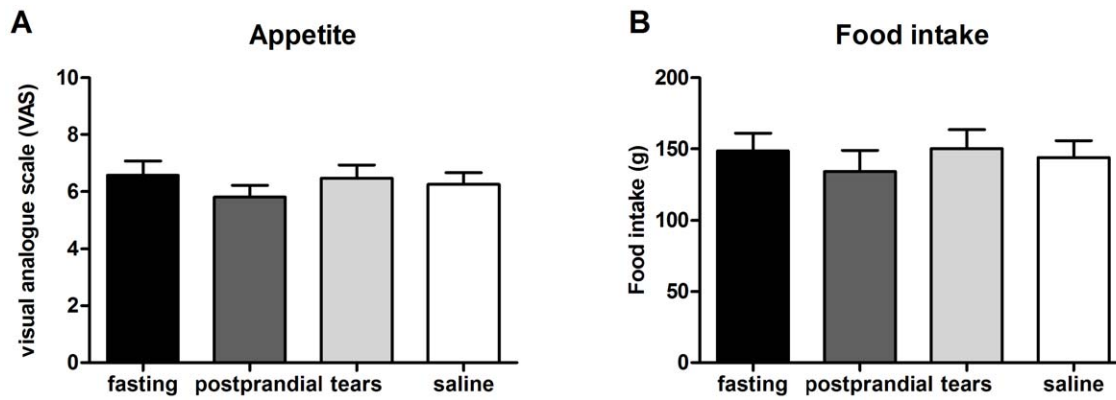 A
Appetite
visual analogue scale (VAS)
10
8
6
4
2
0
fasting postprandial tears saline
B
Food intake
Food intake (g)
200
150
100
50
0
fasting postprandial tears saline